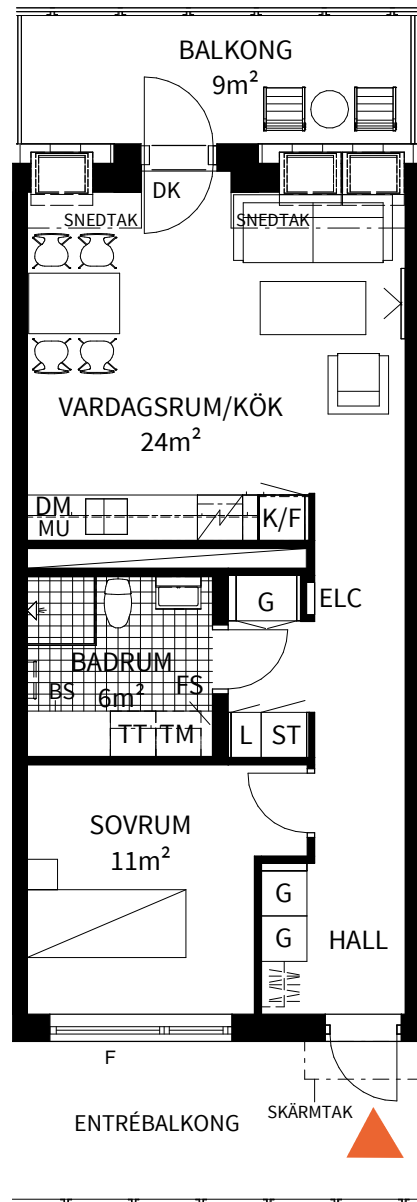 BALKONG
9m²
DK
SNEDTAK
SNEDTAK
VARDAGSRUM/KÖK
24m²
DM
MU
K/F
G
ELC
BADRUM
6m²
BS
FS
TT
TM
L
ST
SOVRUM
11m²
G
G
HALL
F
SKÄRMTAK
ENTRÉBALKONG